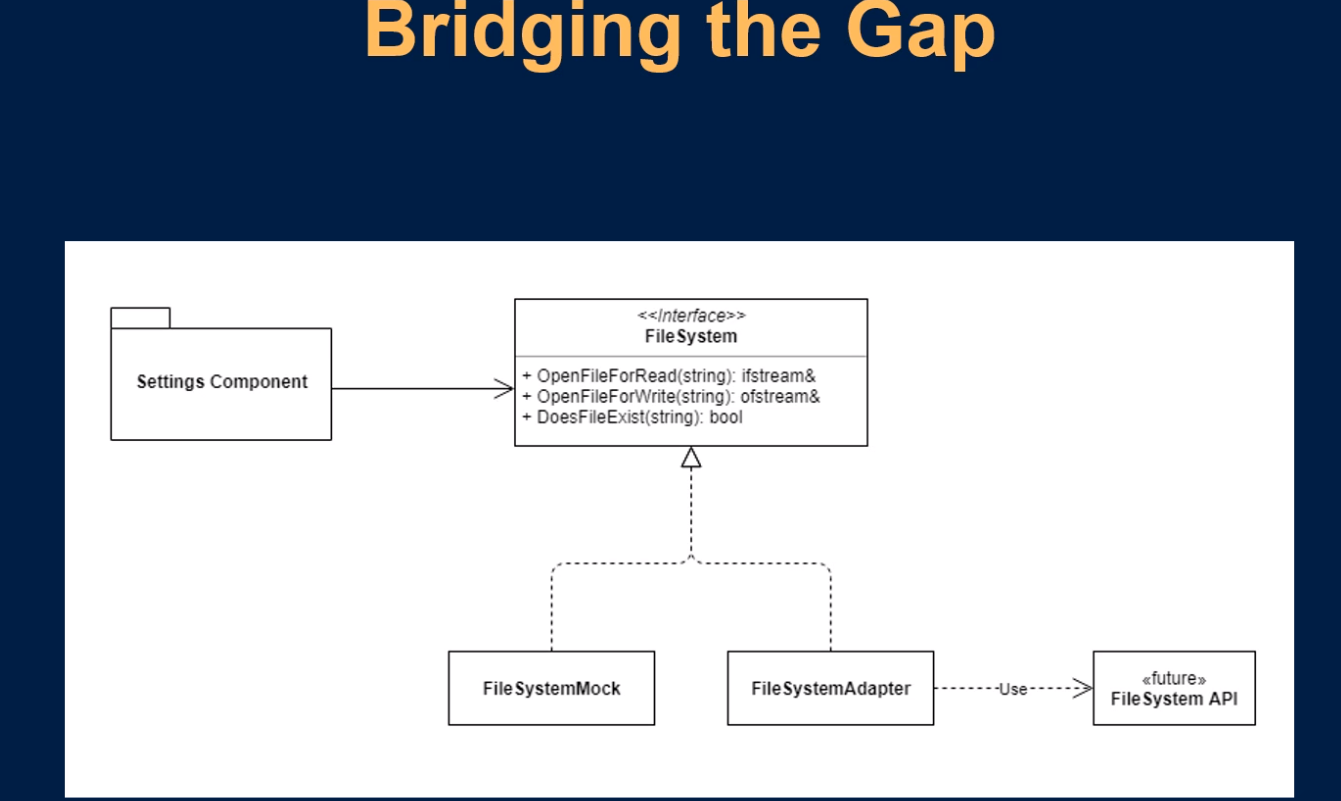 Bridging the Gap
<<Interface>>
FileSystem
Settings Component
+ OpenFileForRead(string): ifstream&
+ OpenFileForWrite(string): ofstream&
+ DoesFileExist(string): bool
FileSystemMock
FileSystemAdapter
Use
«future»
FileSystem API